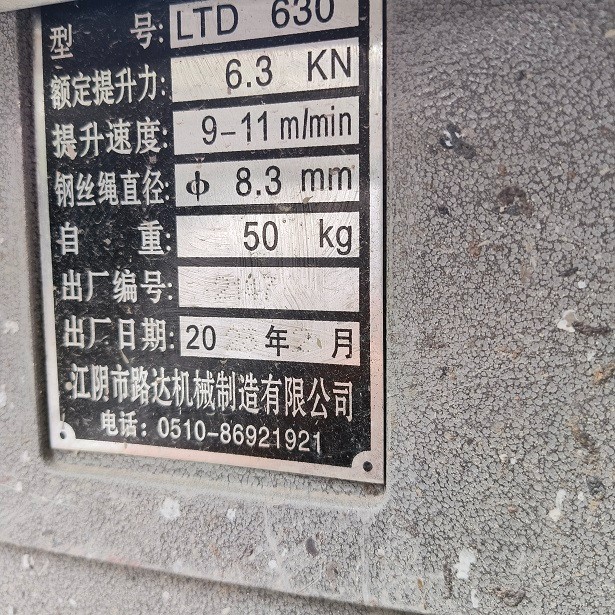 型 号: LTD 630
额定提升力: 6.3 KN
提升速度: 9-11 m/min
钢丝绳直径: ф 8.3 mm
自 重: 50 kg
出厂编号:
出厂日期: 20 年 月
江阴市路达机械制造有限公司
电话: 0510-86921921